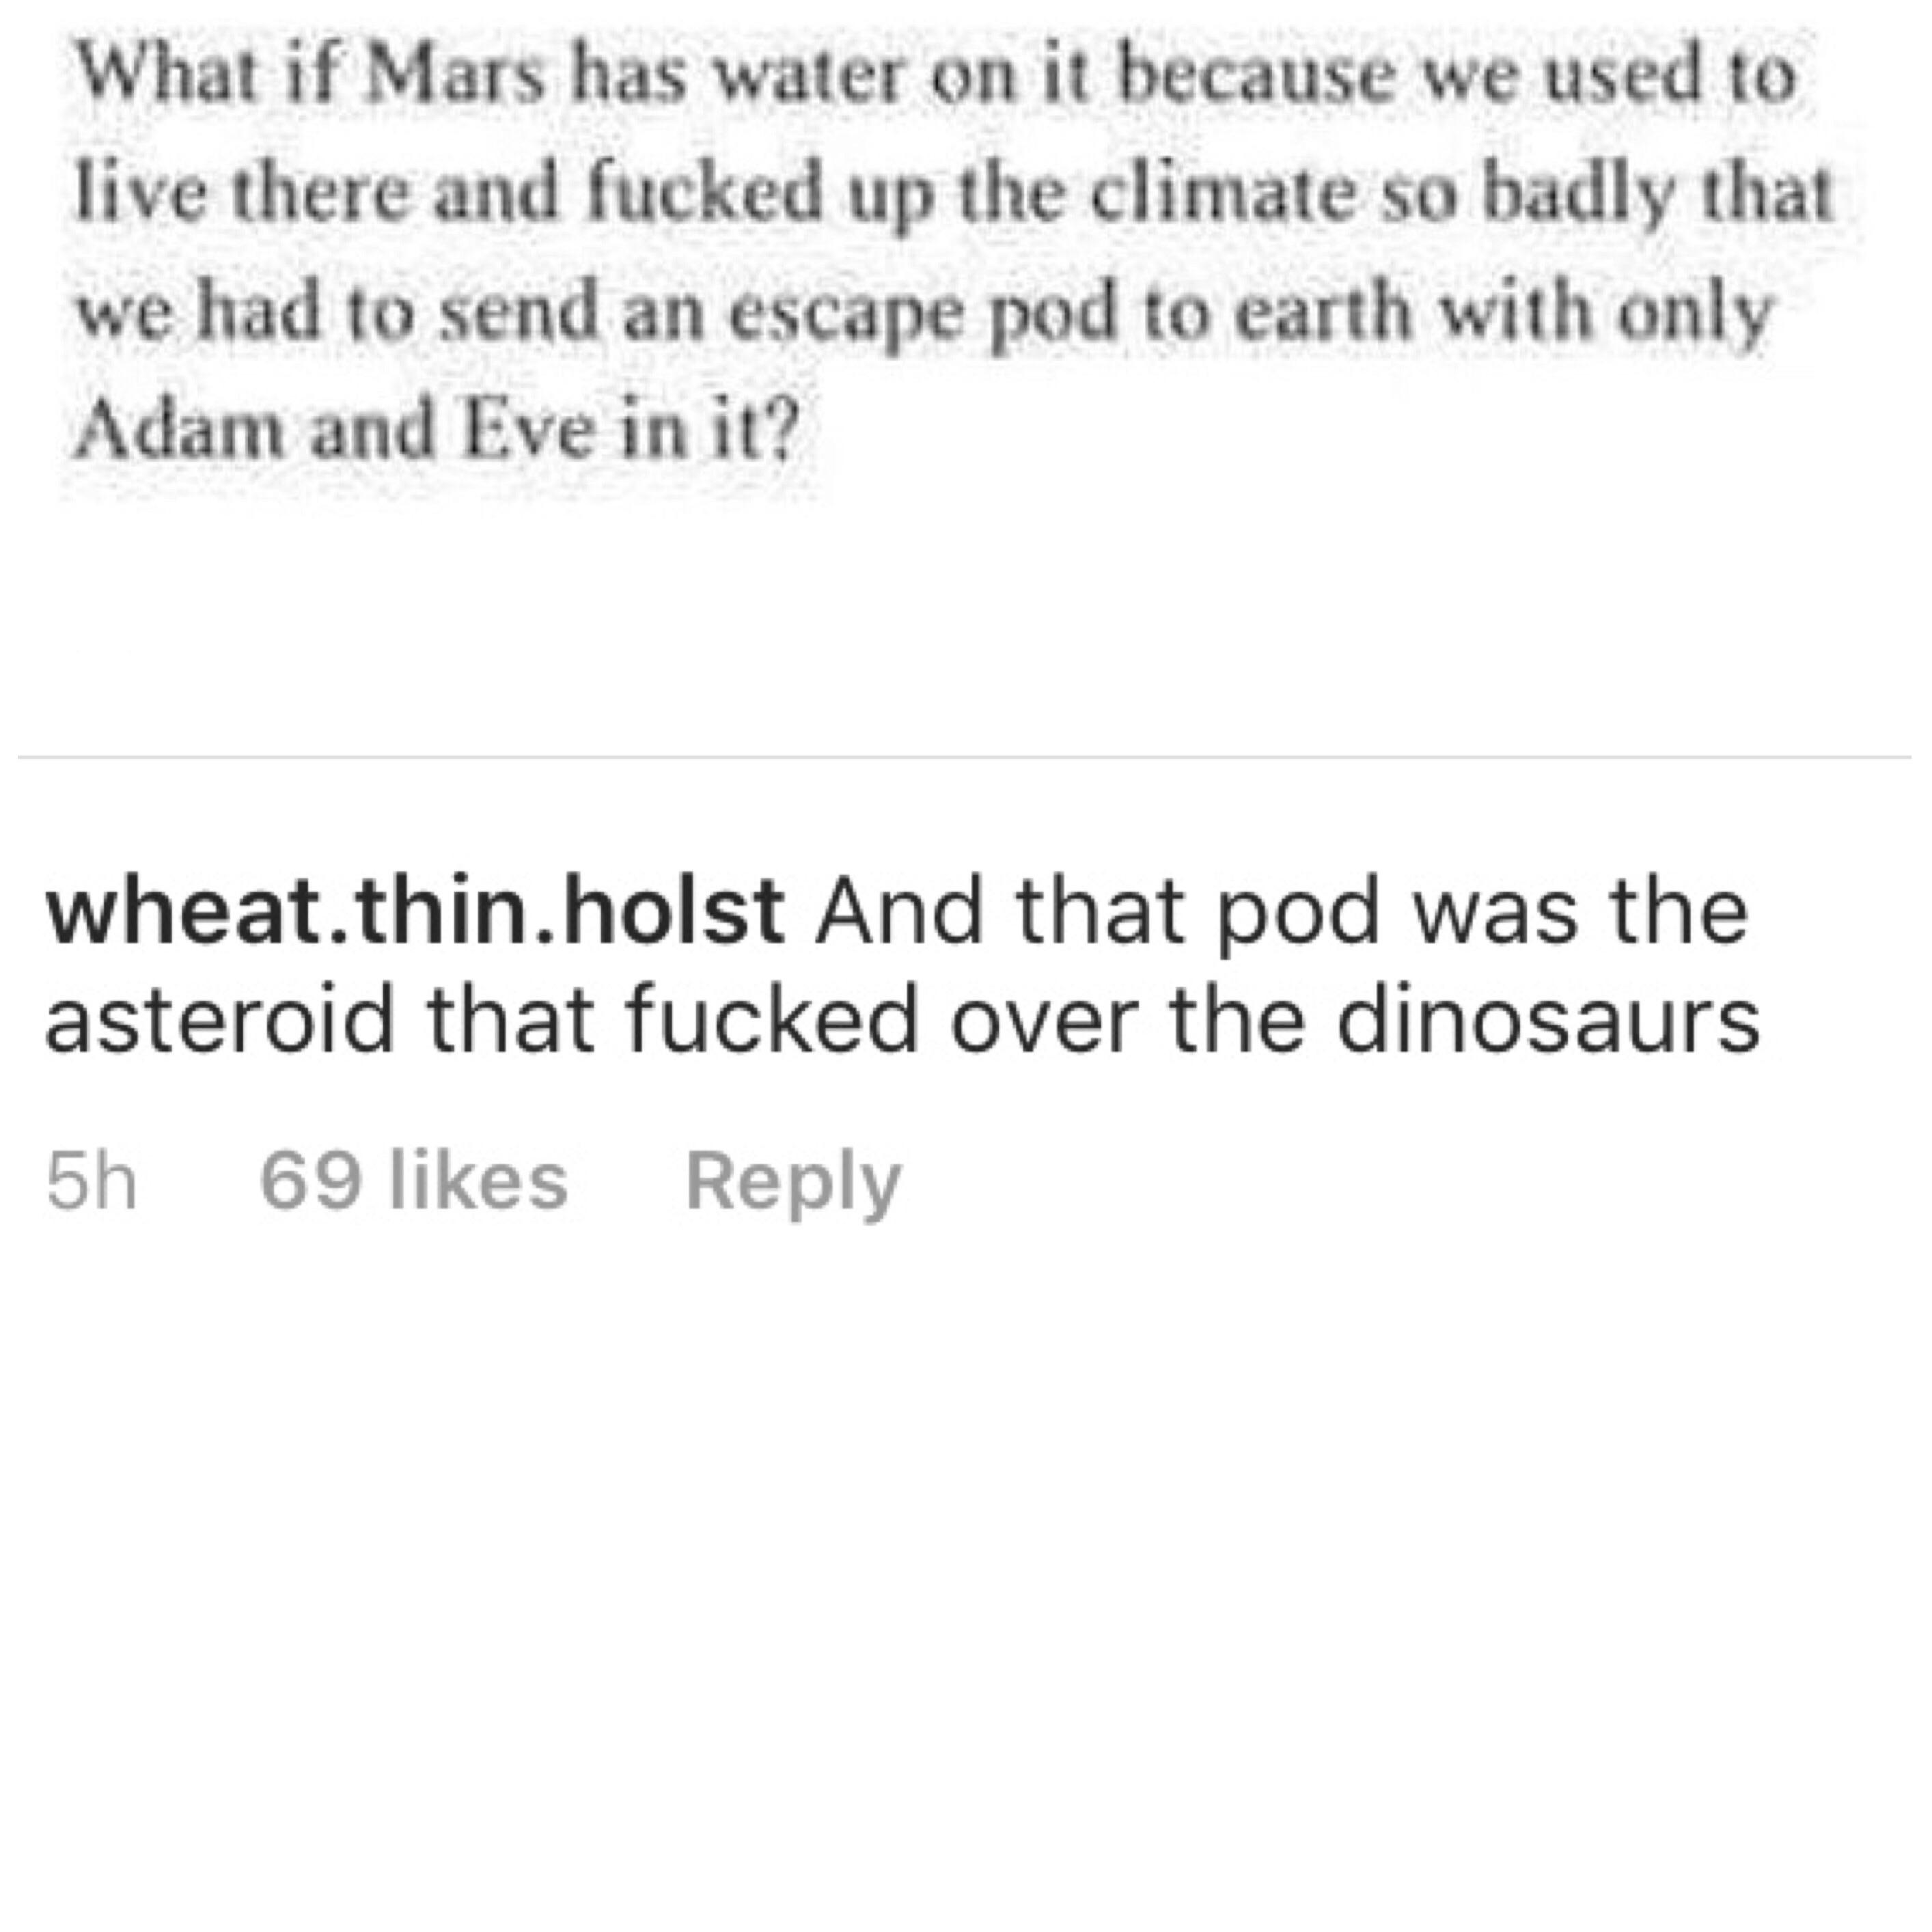 What if Mars has water on it because we used to
live there and fucked up the climate so badly that
we had to send an escape pod to earth with only
Adam and Eve in it?
wheat.thin.holst And that pod was the
asteroid that fucked over the dinosaurs
5h 69 likes Reply